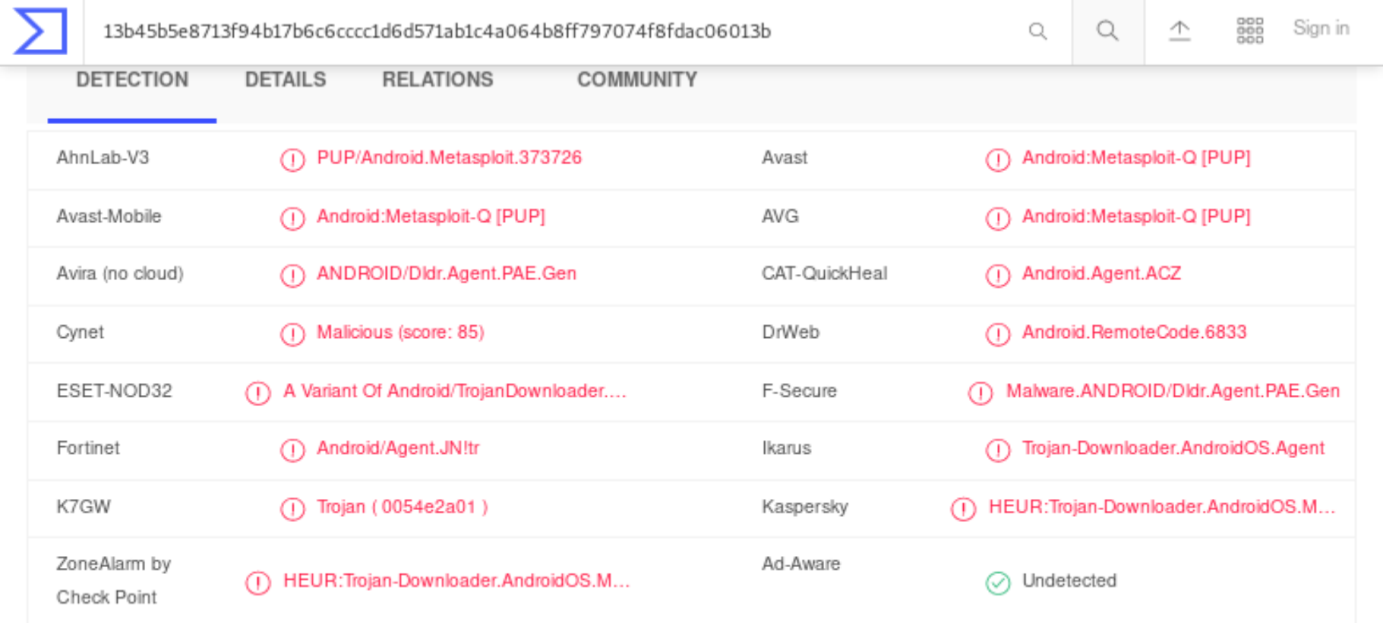 13b45b5e8713f94b17b6c6cccc1d6d571ab1c4a064b8ff797074f8fdac06013b
Sign in
DETECTION DETAILS RELATIONS COMMUNITY
AhnLab-V3 PUP/Android.Metasploit.373726 Avast Android:Metasploit-Q [PUP]
Avast-Mobile Android:Metasploit-Q [PUP] AVG Android:Metasploit-Q [PUP]
Avira (no cloud) ANDROID/Dldr.Agent.PAE.Gen CAT-QuickHeal Android.Agent.ACZ
Cynet Malicious (score: 85) DrWeb Android.RemoteCode.6833
ESET-NOD32 A Variant Of Android/TrojanDownloader.... F-Secure Malware.ANDROID/Dldr.Agent.PAE.Gen
Fortinet Android/Agent.JN!tr Ikarus Trojan-Downloader.AndroidOS.Agent
K7GW Trojan ( 0054e2a01 ) Kaspersky HEUR:Trojan-Downloader.AndroidOS.M...
ZoneAlarm by
Check Point HEUR:Trojan-Downloader.AndroidOS.M... Ad-Aware Undetected